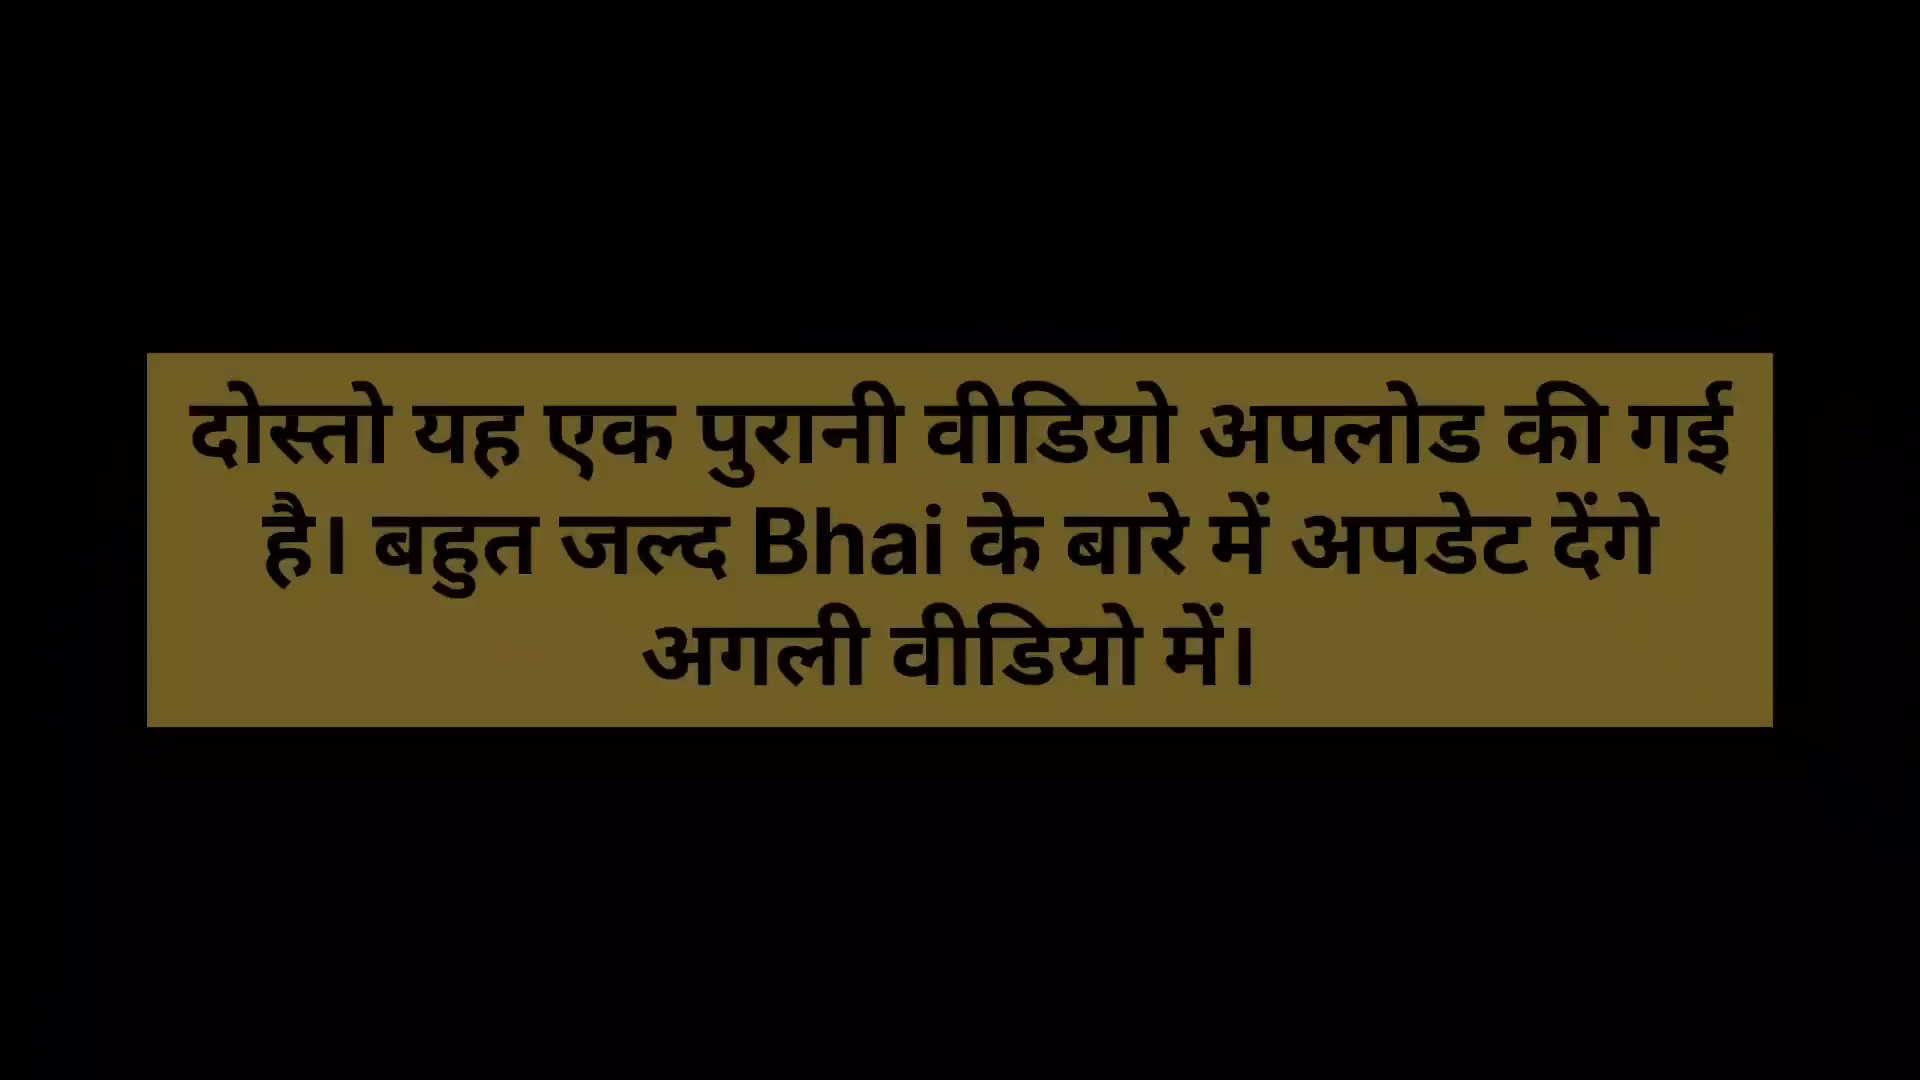 दोस्तो यह एक पुरानी वीडियो अपलोड की गई
है। बहुत जल्द Bhai के बारे में अपडेट देंगे
अगली वीडियो में।